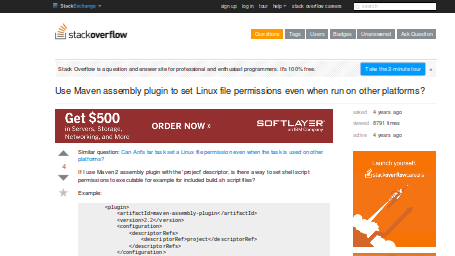 StackExchange
sign up log in tour help stack overflow careers
search
stackoverflow
Questions Tags Users Badges Unanswered Ask Question
Stack Overflow is a question and answer site for professional and enthusiast programmers. It's 100% free.
Take the 2-minute tour
×
Use Maven assembly plugin to set Linux file permissions even when run on other platforms?
Get $500
in Servers, Storage,
Networking, and More
ORDER NOW »
SOFTLAYER
an IBM Company
asked 4 years ago
viewed 8791 times
active 4 years ago
4
Similar question: Can Ant's tar task set a Linux file permission even when the task is used on other
platforms?
If I use Maven 2 assembly plugin with the 'project' descriptor, is there a way to set shell script
permissions to executable for example for included build.sh script files?
Example:
<plugin>
<artifactId>maven-assembly-plugin</artifactId>
<version>2.2</version>
<configuration>
<descriptorRefs>
<descriptorRef>project</descriptorRef>
</descriptorRefs>
</configuration>
Launch yourself.
stackoverflow careers